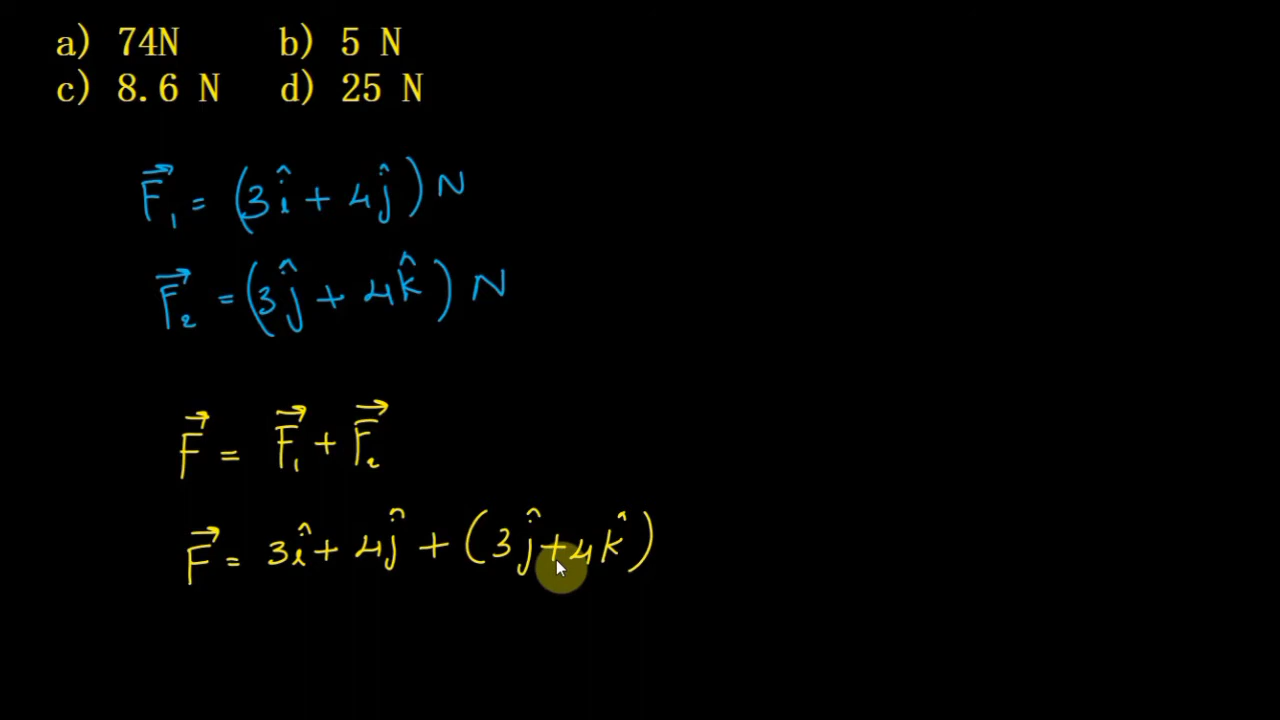 a) 74N b) 5 N
c) 8.6 N d) 25 N
F⃗₁ = (3î + 4ĵ) N
F⃗₂ = (3ĵ + 4k̂) N
F⃗ = F⃗₁ + F⃗₂
F⃗ = 3î + 4ĵ + (3ĵ + 4k̂)